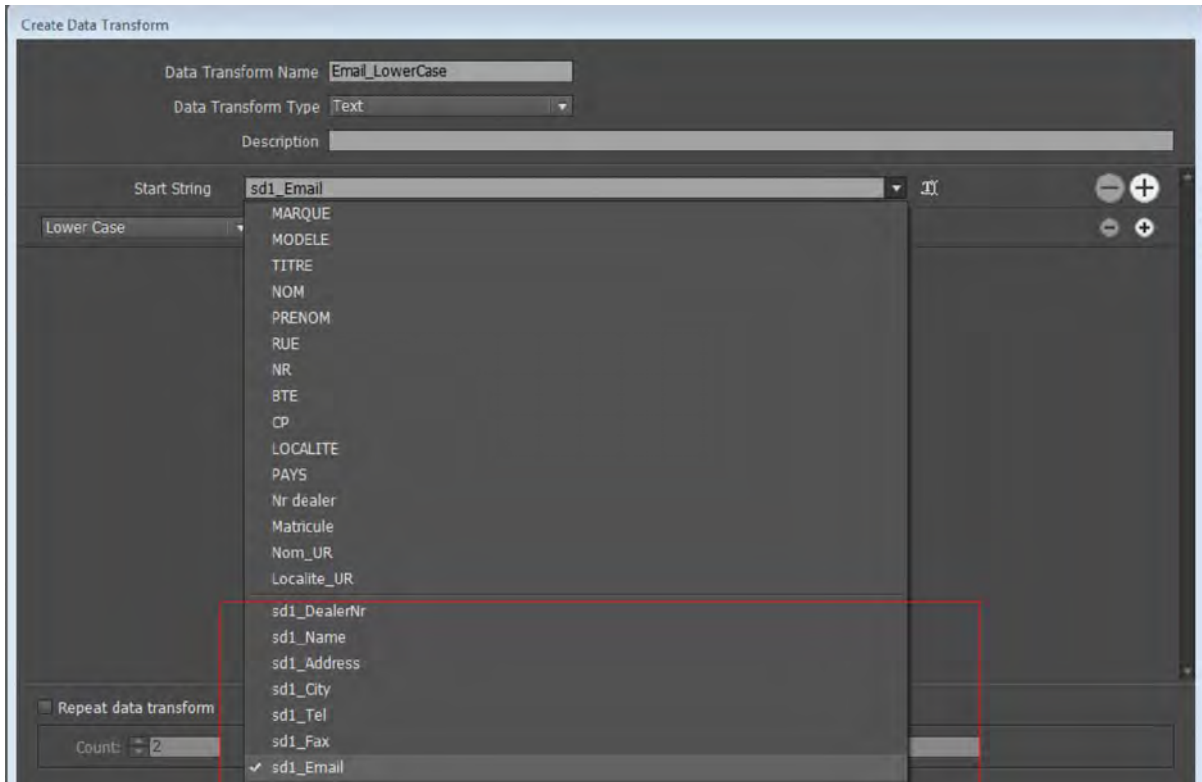 Create Data Transform
Data Transform Name Email_LowerCase
Data Transform Type Text
Description
Start String sd1_Email
Lower Case
MARQUE
MODELE
TITRE
NOM
PRENOM
RUE
NR
BTE
CP
LOCALITE
PAYS
Nr dealer
Matricule
Nom_UR
Localite_UR
sd1_DealerNr
sd1_Name
sd1_Address
sd1_City
sd1_Tel
sd1_Fax
sd1_Email
Repeat data transform
Count: 2